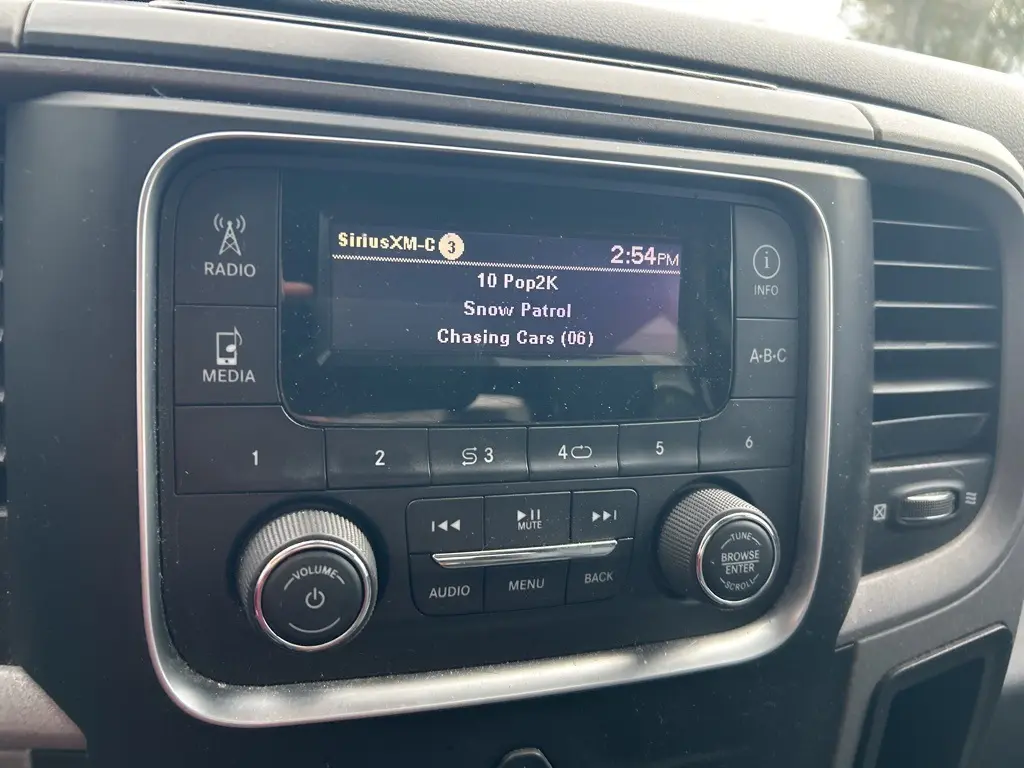 SiriusXM-C 3
2:54PM
10 Pop2K
Snow Patrol
Chasing Cars (06)
RADIO
MEDIA
i
INFO
A•B•C
1
2
3
4
5
6
MUTE
AUDIO
MENU
BACK
VOLUME
TUNE
BROWSE
ENTER
SCROLL